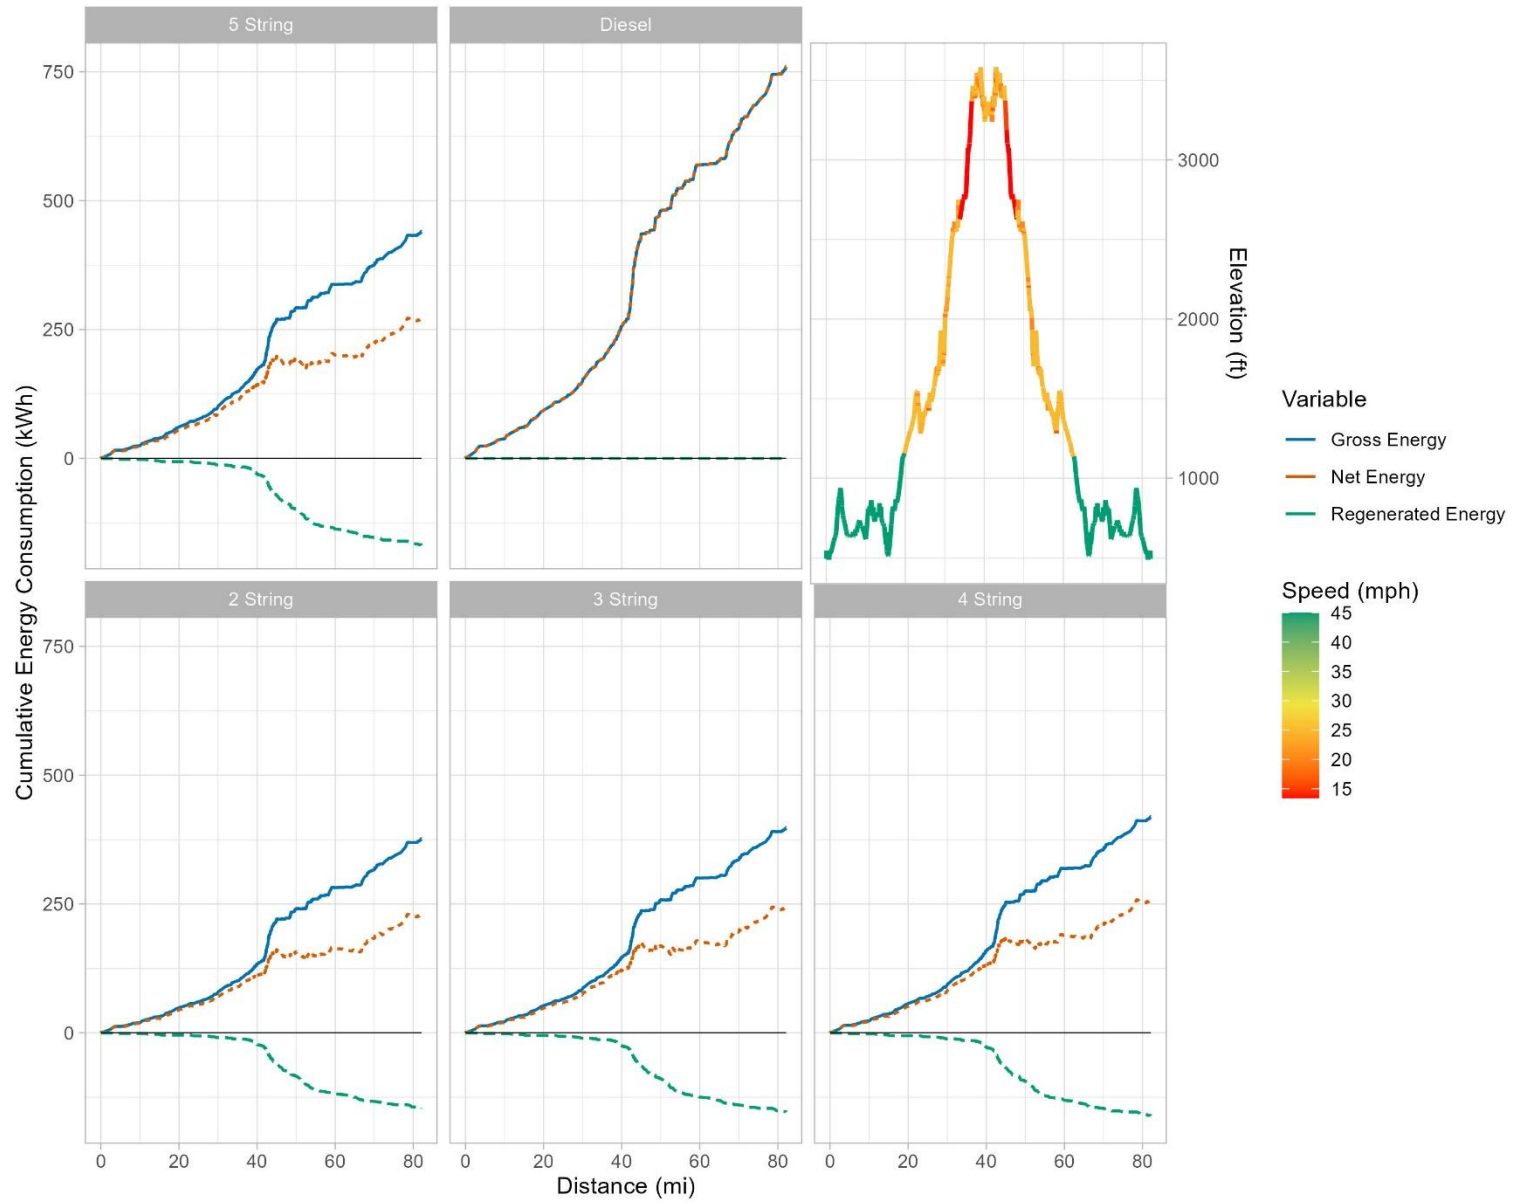 5 String
Diesel
750
500
250
0
3000
2000
1000
Elevation (ft)
Cumulative Energy Consumption (kWh)
2 String
3 String
4 String
750
500
250
0
0 20 40 60 80
0 20 40 60 80
0 20 40 60 80
Distance (mi)
Variable
Gross Energy
Net Energy
Regenerated Energy
Speed (mph)
45
40
35
30
25
20
15